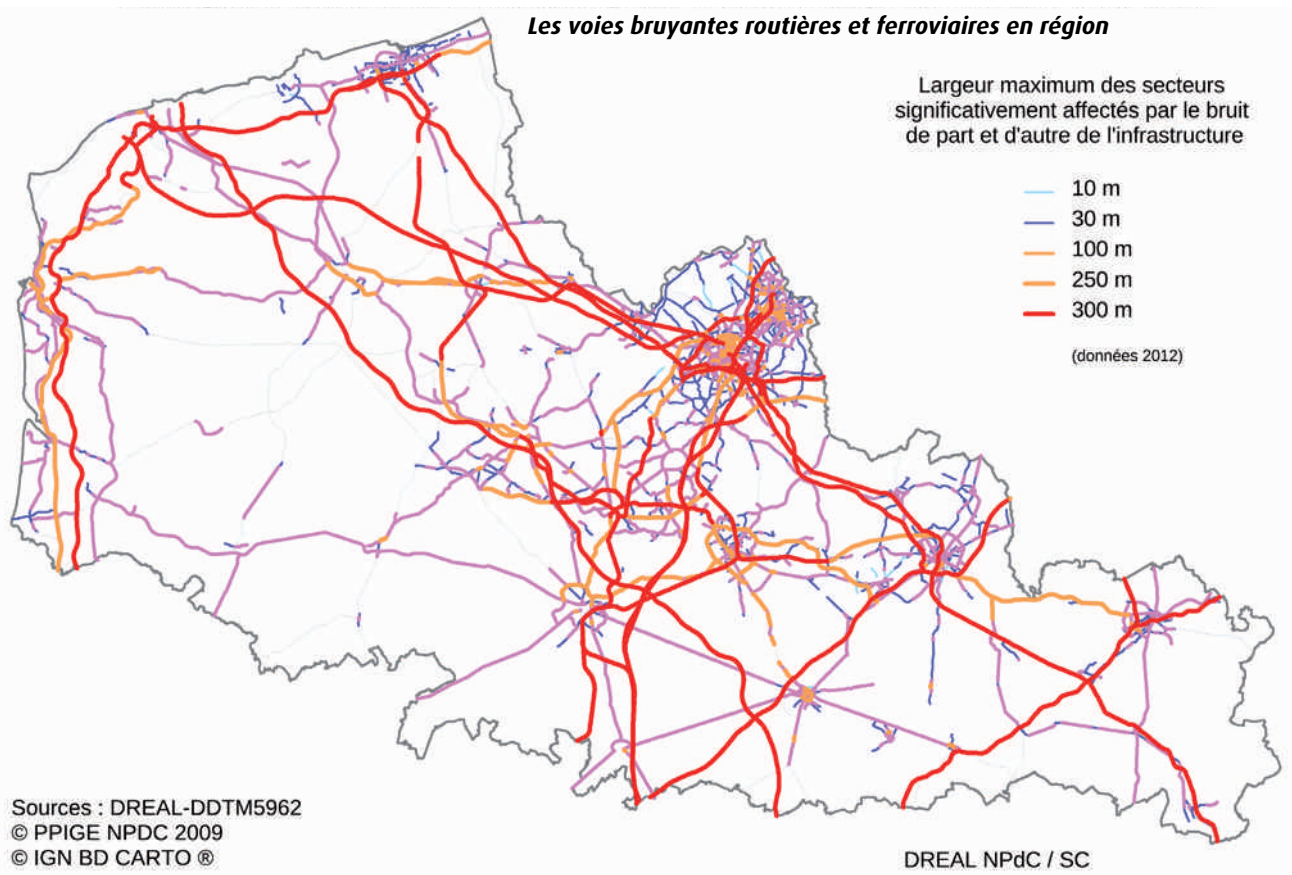 Les voies bruyantes routières et ferroviaires en région
Largeur maximum des secteurs
significativement affectés par le bruit
de part et d'autre de l'infrastructure
10 m
30 m
100 m
250 m
300 m
(données 2012)
Sources : DREAL-DDTM5962
© PPIGE NPDC 2009
© IGN BD CARTO ®
DREAL NPdC / SC